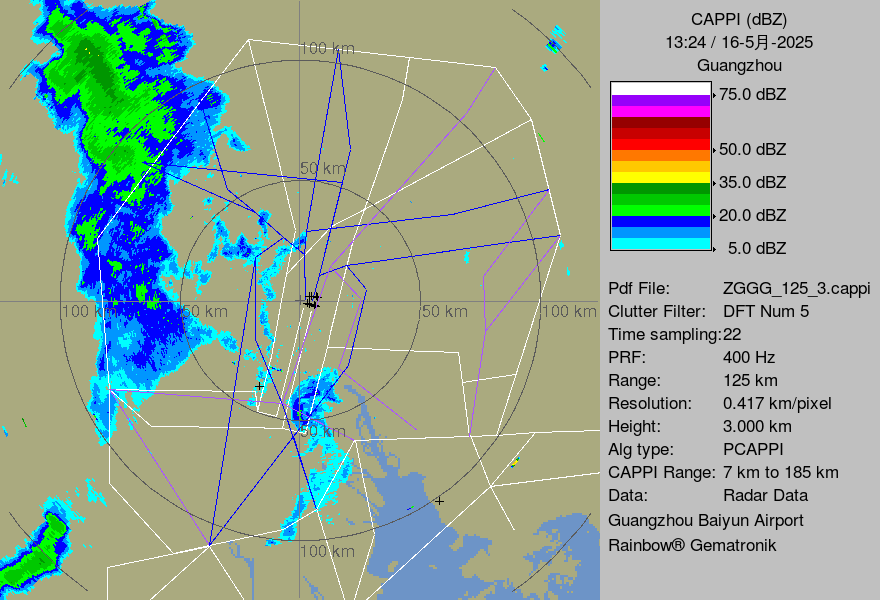 CAPPI (dBZ)
13:24 / 16-5月-2025
Guangzhou
75.0 dBZ
50.0 dBZ
35.0 dBZ
20.0 dBZ
5.0 dBZ
Pdf File: ZGGG_125_3.cappi
Clutter Filter: DFT Num 5
Time sampling:22
PRF: 400 Hz
Range: 125 km
Resolution: 0.417 km/pixel
Height: 3.000 km
Alg type: PCAPPI
CAPPI Range: 7 km to 185 km
Data: Radar Data
Guangzhou Baiyun Airport
Rainbow® Gematronik
100 km
50 km
100 km
50 km
50 km
100 km
50 km
100 km